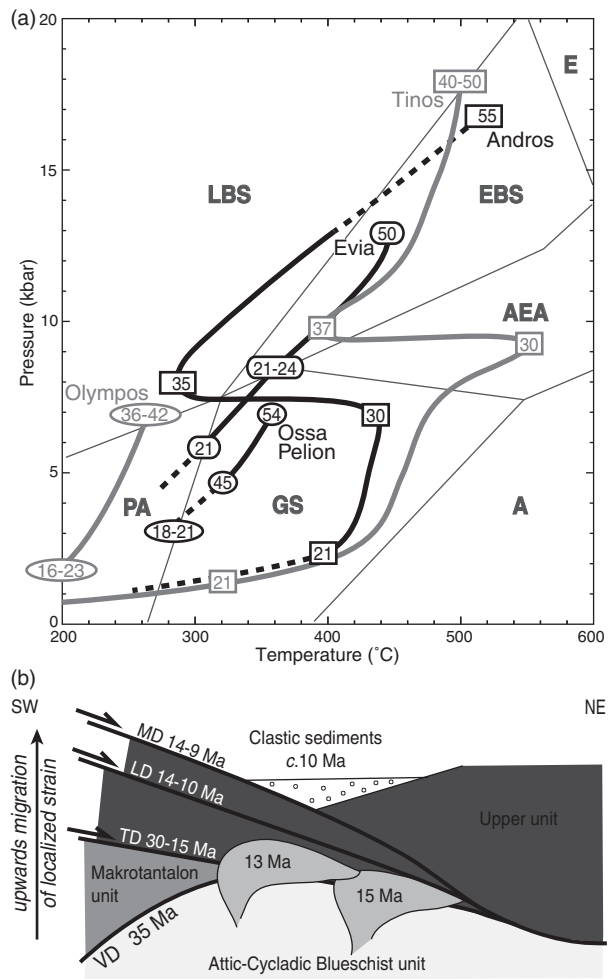 (a)
20
E
40-50
Tinos
55
Andros
LBS
EBS
15
Evia
50
Pressure (kbar)
AEA
10
37
30
21-24
35
Olympos
36-42
54
30
Ossa
Pelion
21
5
45
PA
GS
A
18-21
21
16-23
21
0
200
300
400
500
600
Temperature (˚C)
(b)
SW
NE
MD 14-9 Ma
Clastic sediments
c.10 Ma
LD 14-10 Ma
upwards migration
of localized strain
Upper unit
TD 30-15 Ma
13 Ma
Makrotantalon
unit
15 Ma
VD 35 Ma
Attic-Cycladic Blueschist unit